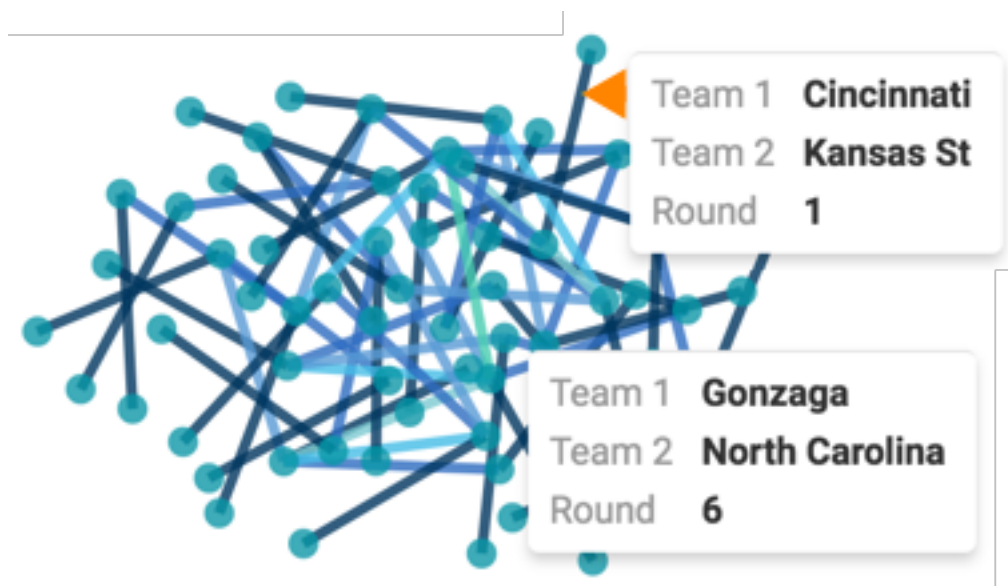 Team 1 Cincinnati
Team 2 Kansas St
Round 1
Team 1 Gonzaga
Team 2 North Carolina
Round 6